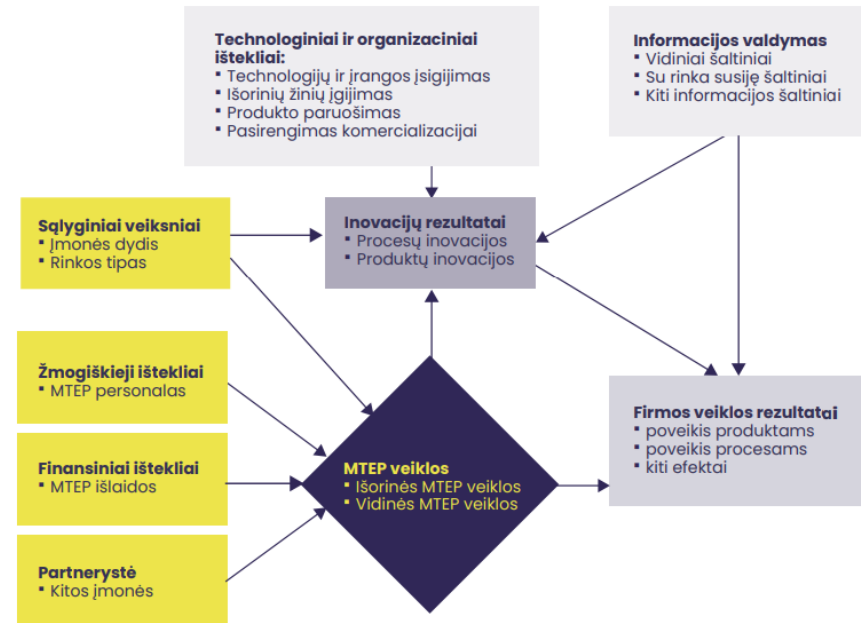 Technologiniai ir organizaciniai
ištekliai:
▪ Technologijų ir įrangos įsigijimas
▪ Išorinių žinių įgijimas
▪ Produkto paruošimas
▪ Pasirengimas komercializacijai
Informacijos valdymas
▪ Vidiniai šaltiniai
▪ Su rinka susiję šaltiniai
▪ Kiti informacijos šaltiniai
Sąlyginiai veiksniai
▪ Įmonės dydis
▪ Rinkos tipas
Inovacijų rezultatai
▪ Procesų inovacijos
▪ Produktų inovacijos
Žmogiškieji ištekliai
▪ MTEP personalas
Finansiniai ištekliai
▪ MTEP išlaidos
Partnerystė
▪ Kitos įmonės
MTEP veiklos
▪ Išorinės MTEP veiklos
▪ Vidinės MTEP veiklos
Firmos veiklos rezultatai
▪ poveikis produktams
▪ poveikis procesams
▪ kiti efektai